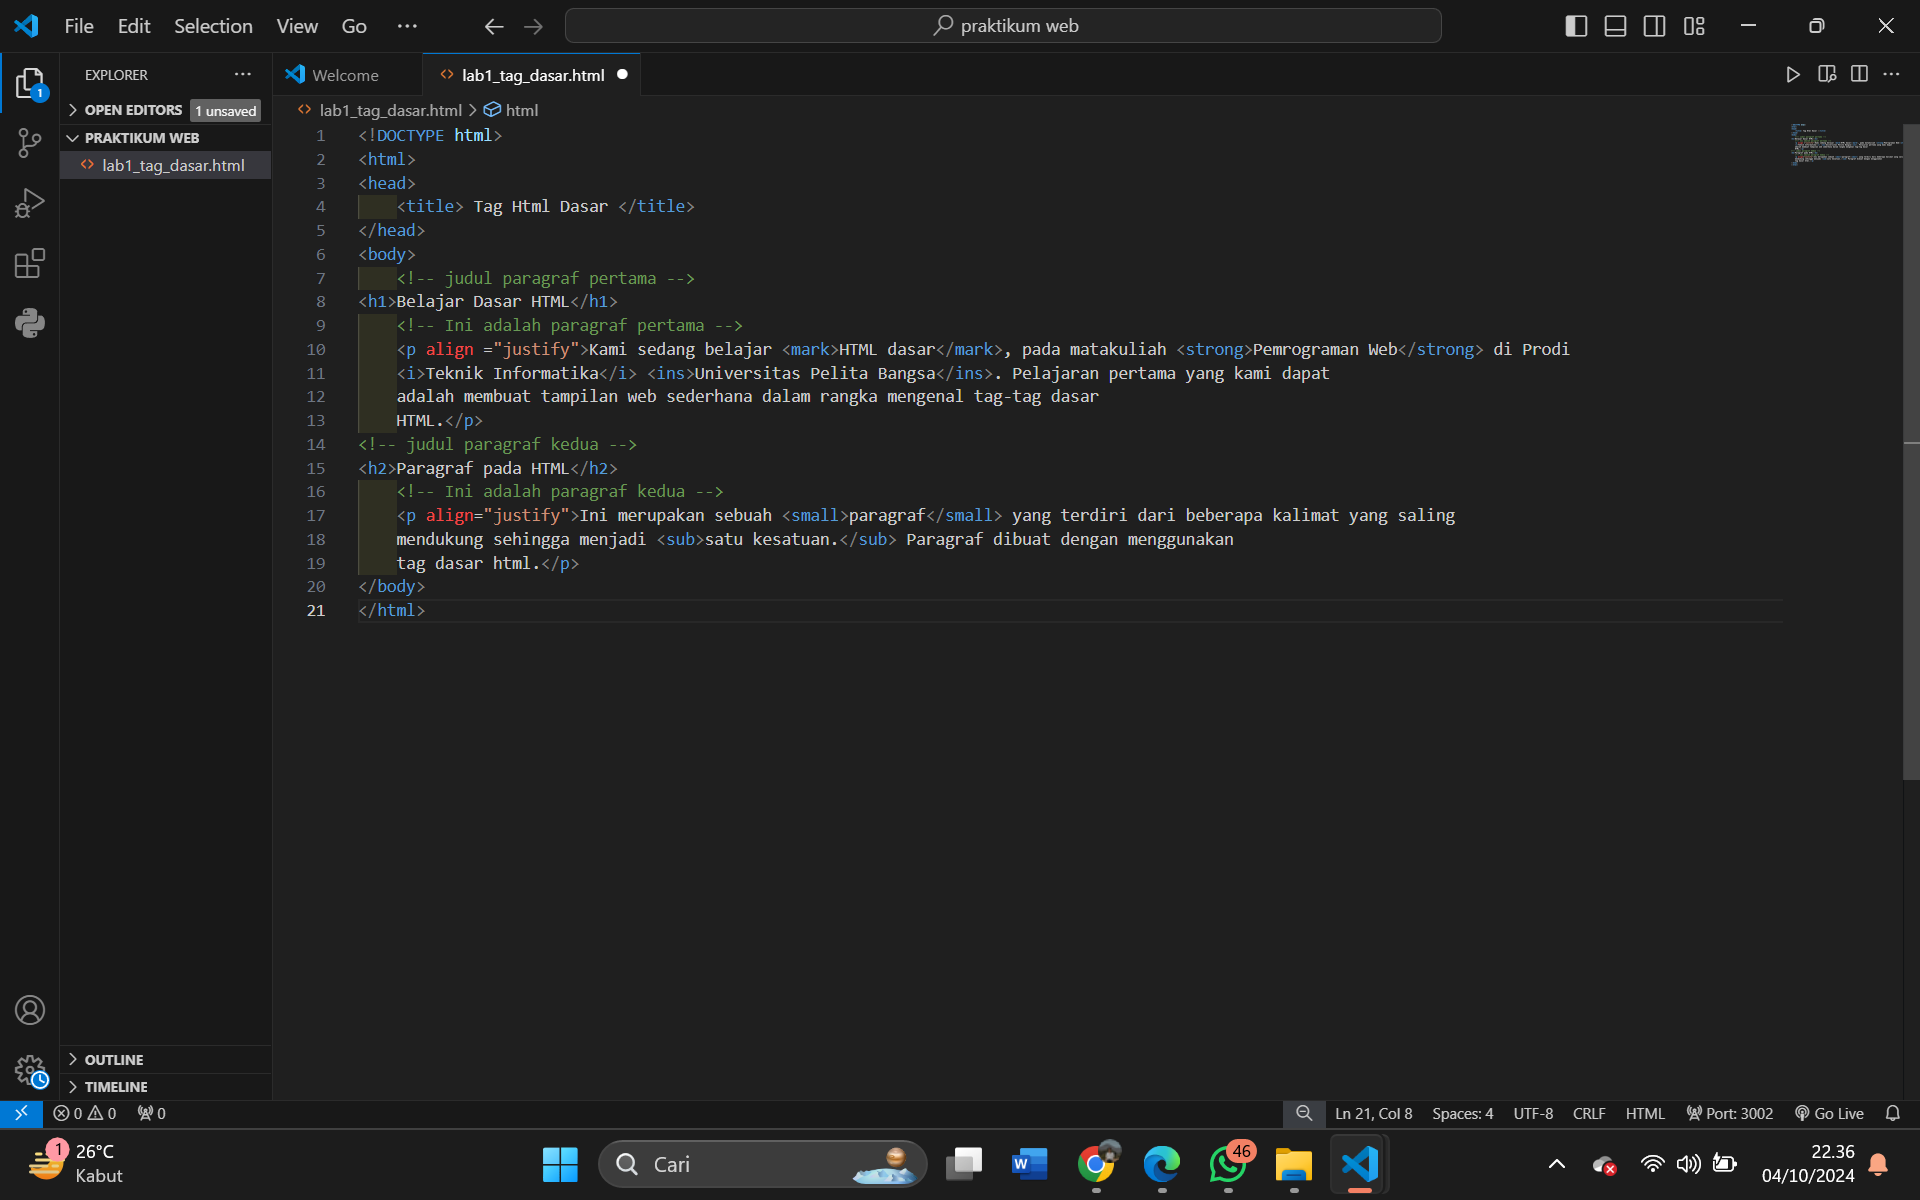 File Edit Selection View Go ··· praktikum web
EXPLORER ···
OPEN EDITORS 1 unsaved
PRAKTIKUM WEB
lab1_tag_dasar.html
Welcome lab1_tag_dasar.html
lab1_tag_dasar.html > html
1 <!DOCTYPE html>
2 <html>
3 <head>
4 <title> Tag Html Dasar </title>
5 </head>
6 <body>
7 <!-- judul paragraf pertama -->
8 <h1>Belajar Dasar HTML</h1>
9 <!-- Ini adalah paragraf pertama -->
10 <p align ="justify">Kami sedang belajar <mark>HTML dasar</mark>, pada matakuliah <strong>Pemrograman Web</strong> di Prodi
11 <i>Teknik Informatika</i> <ins>Universitas Pelita Bangsa</ins>. Pelajaran pertama yang kami dapat
12 adalah membuat tampilan web sederhana dalam rangka mengenal tag-tag dasar
13 HTML.</p>
14 <!-- judul paragraf kedua -->
15 <h2>Paragraf pada HTML</h2>
16 <!-- Ini adalah paragraf kedua -->
17 <p align="justify">Ini merupakan sebuah <small>paragraf</small> yang terdiri dari beberapa kalimat yang saling
18 mendukung sehingga menjadi <sub>satu kesatuan.</sub> Paragraf dibuat dengan menggunakan
19 tag dasar html.</p>
20 </body>
21 </html>
1
OUTLINE
TIMELINE
0 0 0 Ln 21, Col 8 Spaces: 4 UTF-8 CRLF HTML Port: 3002 Go Live
1 26°C
Kabut
Cari
W
46
22.36
04/10/2024